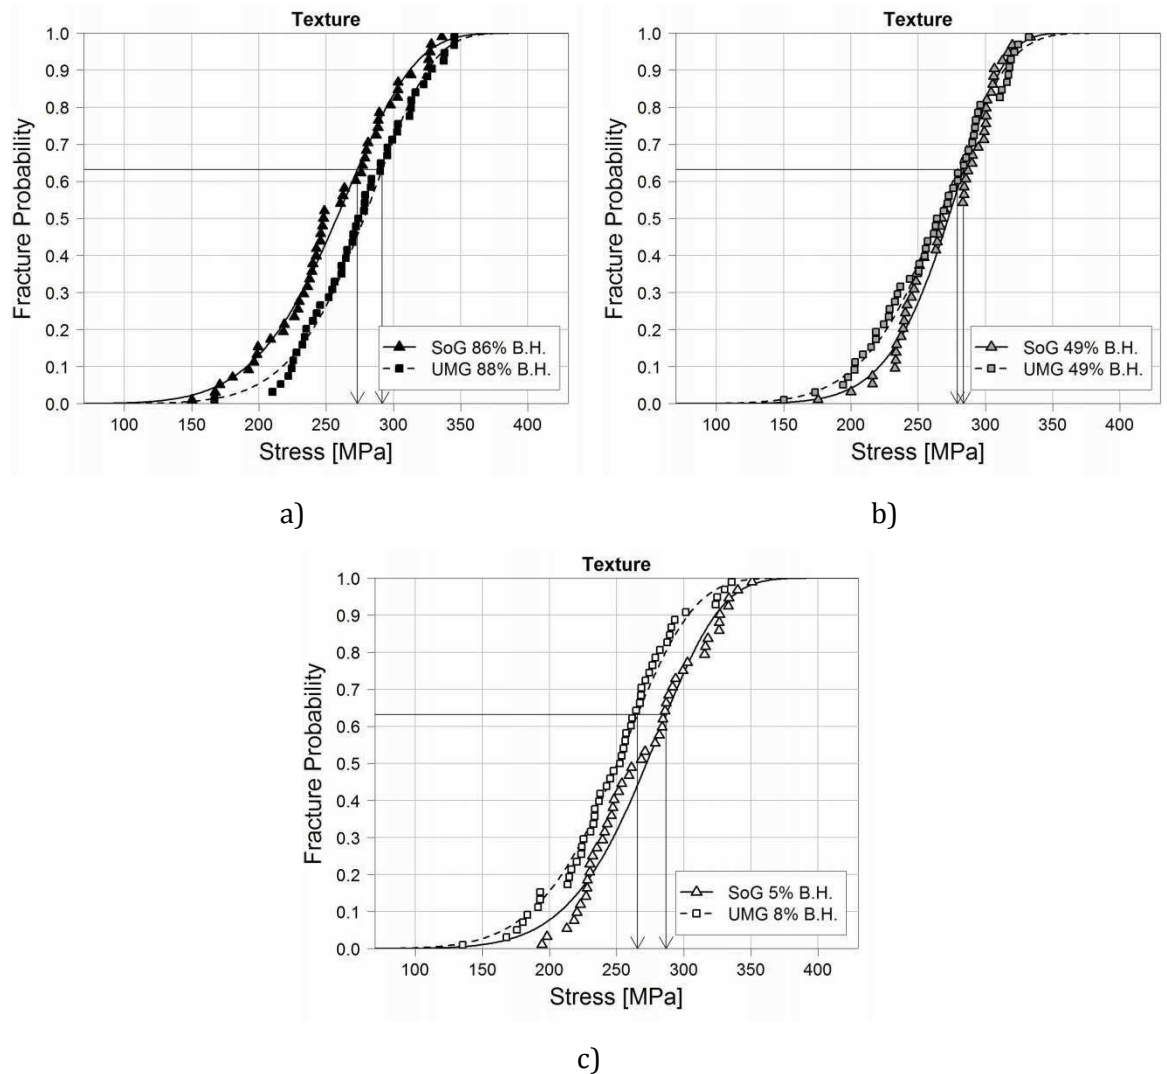 Texture
Fracture Probability
1.0
0.9
0.8
0.7
0.6
0.5
0.4
0.3
0.2
0.1
0.0
SoG 86% B.H.
UMG 88% B.H.
100 150 200 250 300 350 400
Stress [MPa]
a)
Texture
Fracture Probability
1.0
0.9
0.8
0.7
0.6
0.5
0.4
0.3
0.2
0.1
0.0
SoG 49% B.H.
UMG 49% B.H.
100 150 200 250 300 350 400
Stress [MPa]
b)
Texture
Fracture Probability
1.0
0.9
0.8
0.7
0.6
0.5
0.4
0.3
0.2
0.1
0.0
SoG 5% B.H.
UMG 8% B.H.
100 150 200 250 300 350 400
Stress [MPa]
c)